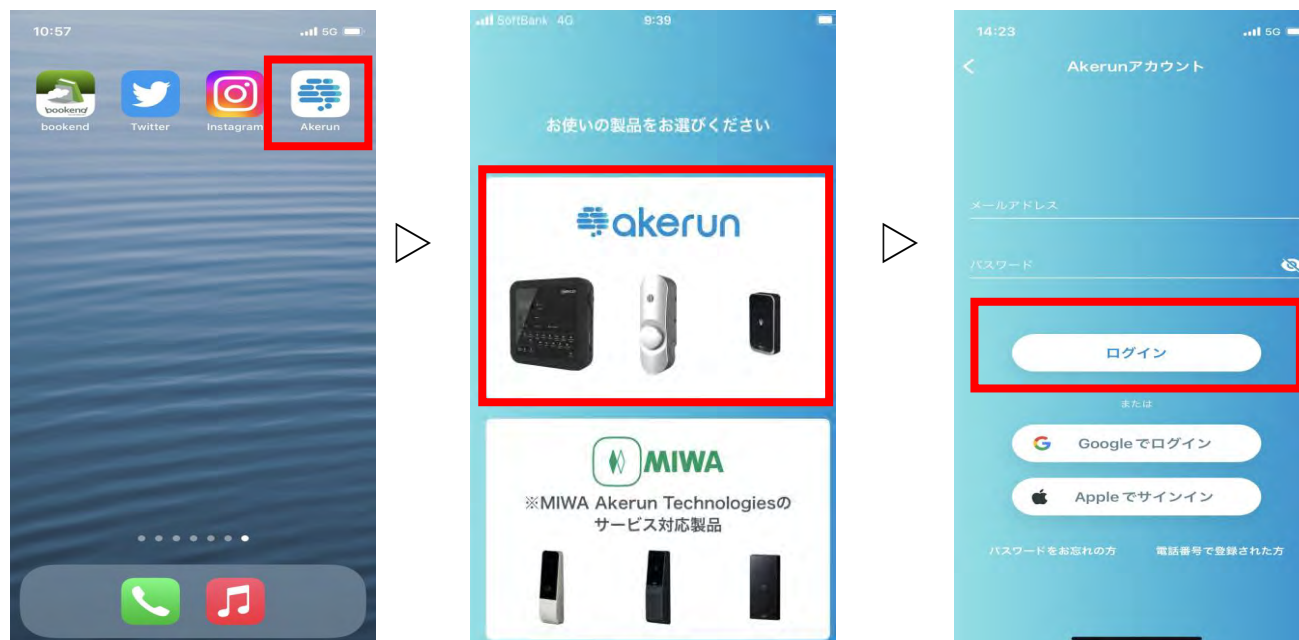 10:57
5G
bookend
bookend
Twitter
Instagram
Akerun
SoftBank 4G
9:39
お使いの製品をお選びください
akerun
MIWA
※MIWA Akerun Technologiesの
サービス対応製品
14:23
5G
Akerunアカウント
メールアドレス
パスワード
ログイン
または
G Googleでログイン
Appleでサインイン
パスワードをお忘れの方 電話番号で登録された方